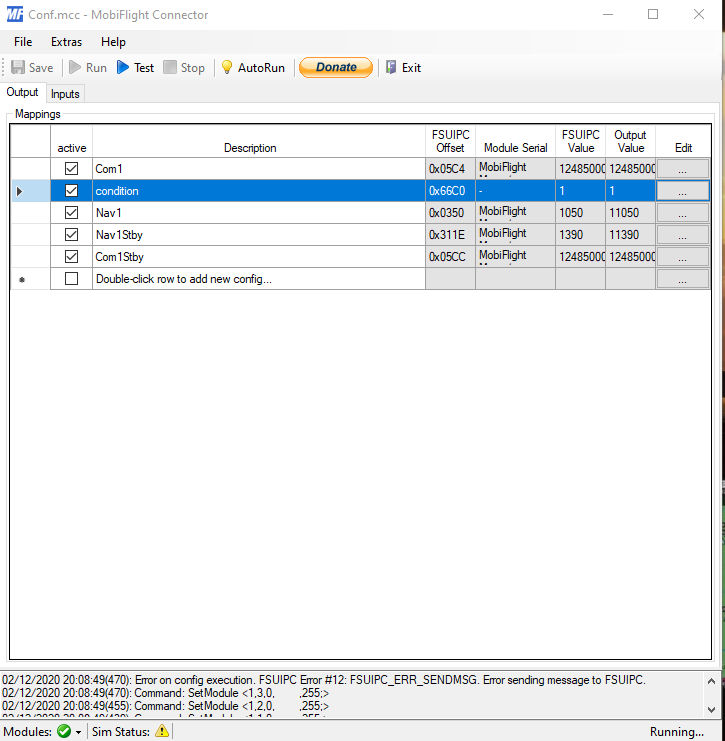 MF Conf.mcc - MobiFlight Connector
File Extras Help
Save Run Test Stop AutoRun Donate Exit
Output Inputs
Mappings
active Description FSUIPC Offset Module Serial FSUIPC Value Output Value Edit
Com1 0x05C4 MobiFlight 12485000 12485000 ...
condition 0x66C0 - 1 1 ...
Nav1 0x0350 MobiFlight 1050 11050 ...
Nav1Stby 0x311E MobiFlight 1390 11390 ...
Com1Stby 0x05CC MobiFlight 12485000 12485000 ...
Double-click row to add new config... ...
02/12/2020 20:08:49(470): Error on config execution. FSUIPC Error #12: FSUIPC_ERR_SENDMSG. Error sending message to FSUIPC.
02/12/2020 20:08:49(470): Command: SetModule <1,3,0, ,255;>
02/12/2020 20:08:49(455): Command: SetModule <1,2,0, ,255;>
Modules: Sim Status: Running...